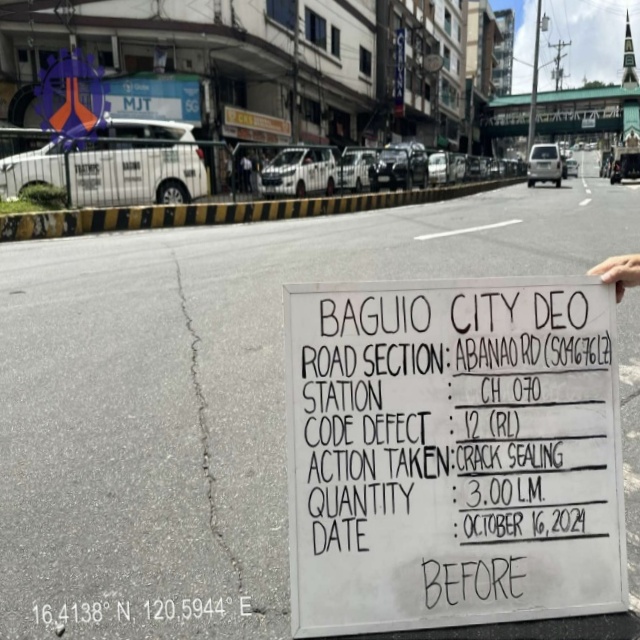 MJT
BAGUIO CITY DEO
ROAD SECTION: ABANAO RD (S04676LZ)
STATION : CH 070
CODE DEFECT : 12 (RL)
ACTION TAKEN: CRACK SEALING
QUANTITY : 3.00 L.M.
DATE : OCTOBER 16, 2024
BEFORE
16.4138° N, 120.5944° E